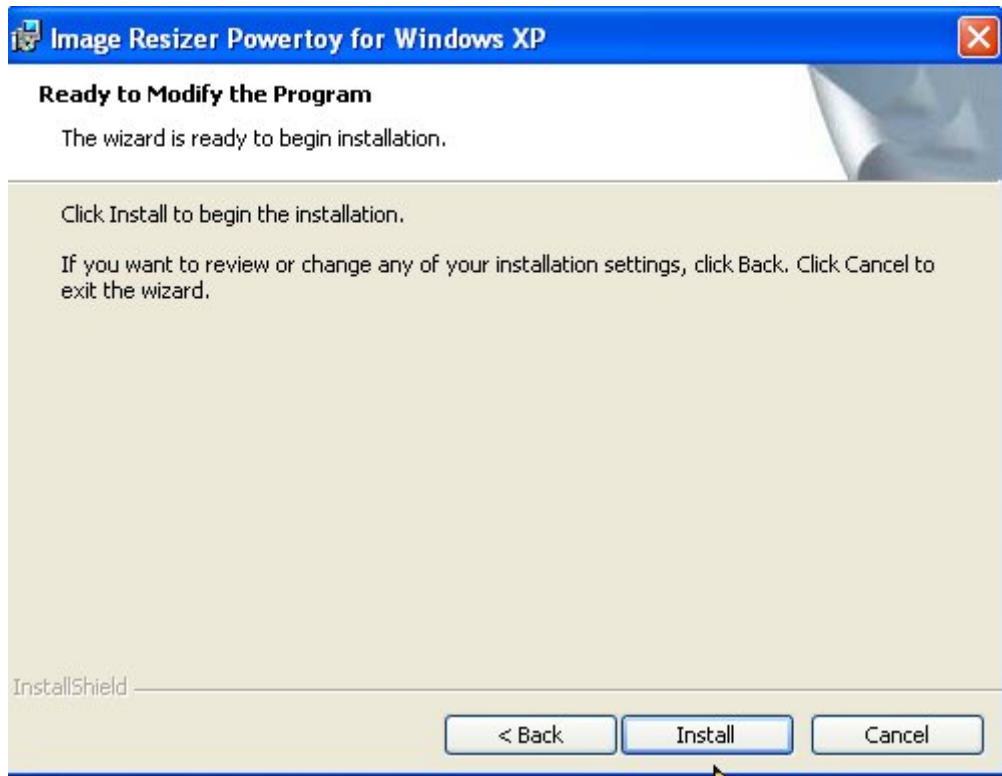 Image Resizer Powertoy for Windows XP
Ready to Modify the Program
The wizard is ready to begin installation.
Click Install to begin the installation.
If you want to review or change any of your installation settings, click Back. Click Cancel to
exit the wizard.
InstallShield
< Back Install Cancel